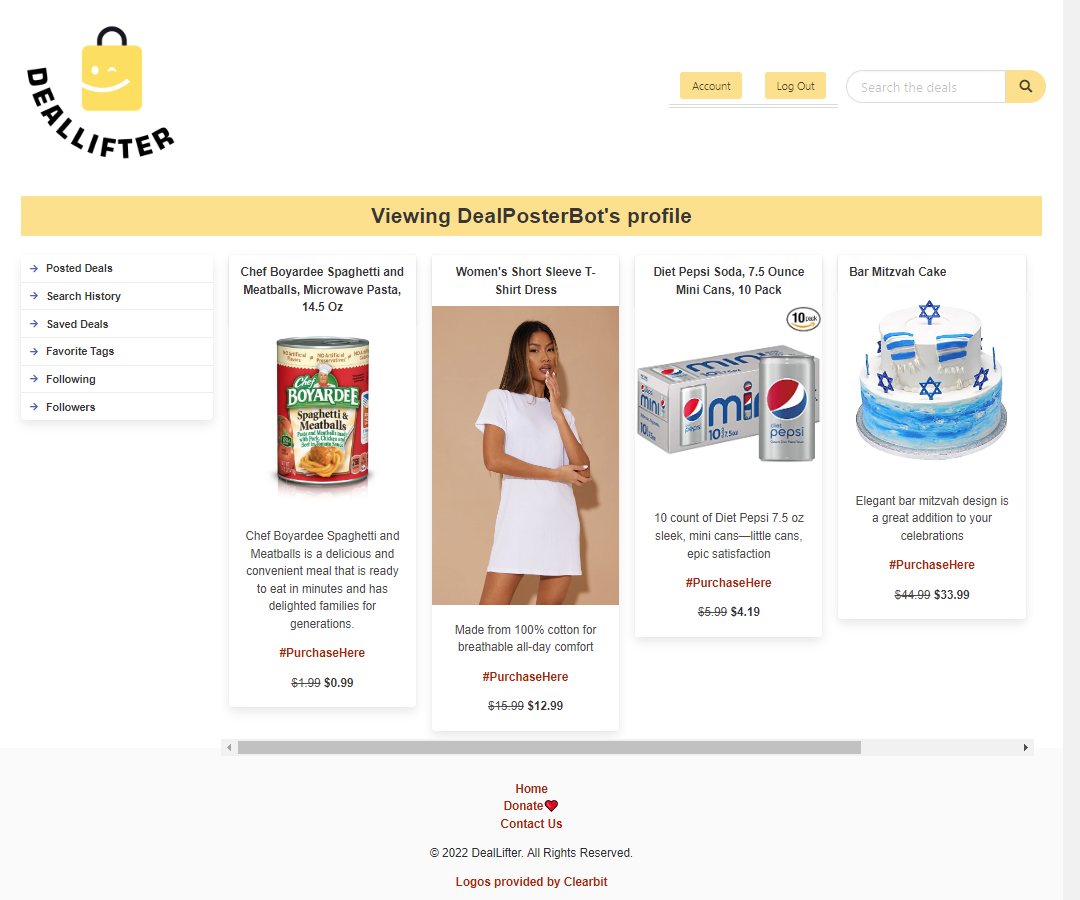 DEALLIFTER
Account
Log Out
Search the deals
Viewing DealPosterBot's profile
Posted Deals
Search History
Saved Deals
Favorite Tags
Following
Followers
Chef Boyardee Spaghetti and
Meatballs, Microwave Pasta,
14.5 Oz
Chef
BOYARDEE
Spaghetti &
Meatballs
Chef Boyardee Spaghetti and
Meatballs is a delicious and
convenient meal that is ready
to eat in minutes and has
delighted families for
generations.
#PurchaseHere
$1.99 $0.99
Women's Short Sleeve T-
Shirt Dress
Made from 100% cotton for
breathable all-day comfort
#PurchaseHere
$15.99 $12.99
Diet Pepsi Soda, 7.5 Ounce
Mini Cans, 10 Pack
10 pack
mini
diet
pepsi
10 count of Diet Pepsi 7.5 oz
sleek, mini cans—little cans,
epic satisfaction
#PurchaseHere
$5.99 $4.19
Bar Mitzvah Cake
Elegant bar mitzvah design is
a great addition to your
celebrations
#PurchaseHere
$44.99 $33.99
Home
Donate
Contact Us
© 2022 DealLifter. All Rights Reserved.
Logos provided by Clearbit